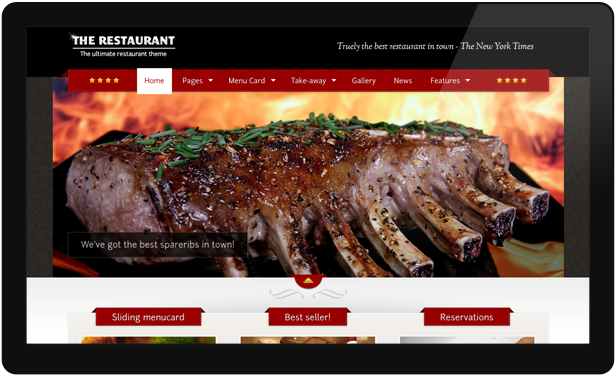 THE RESTAURANT
The ultimate restaurant theme
Truely the best restaurant in town - The New York Times
Home Pages Menu Card Take-away Gallery News Features
We've got the best spareribs in town!
Sliding menucard Best seller! Reservations